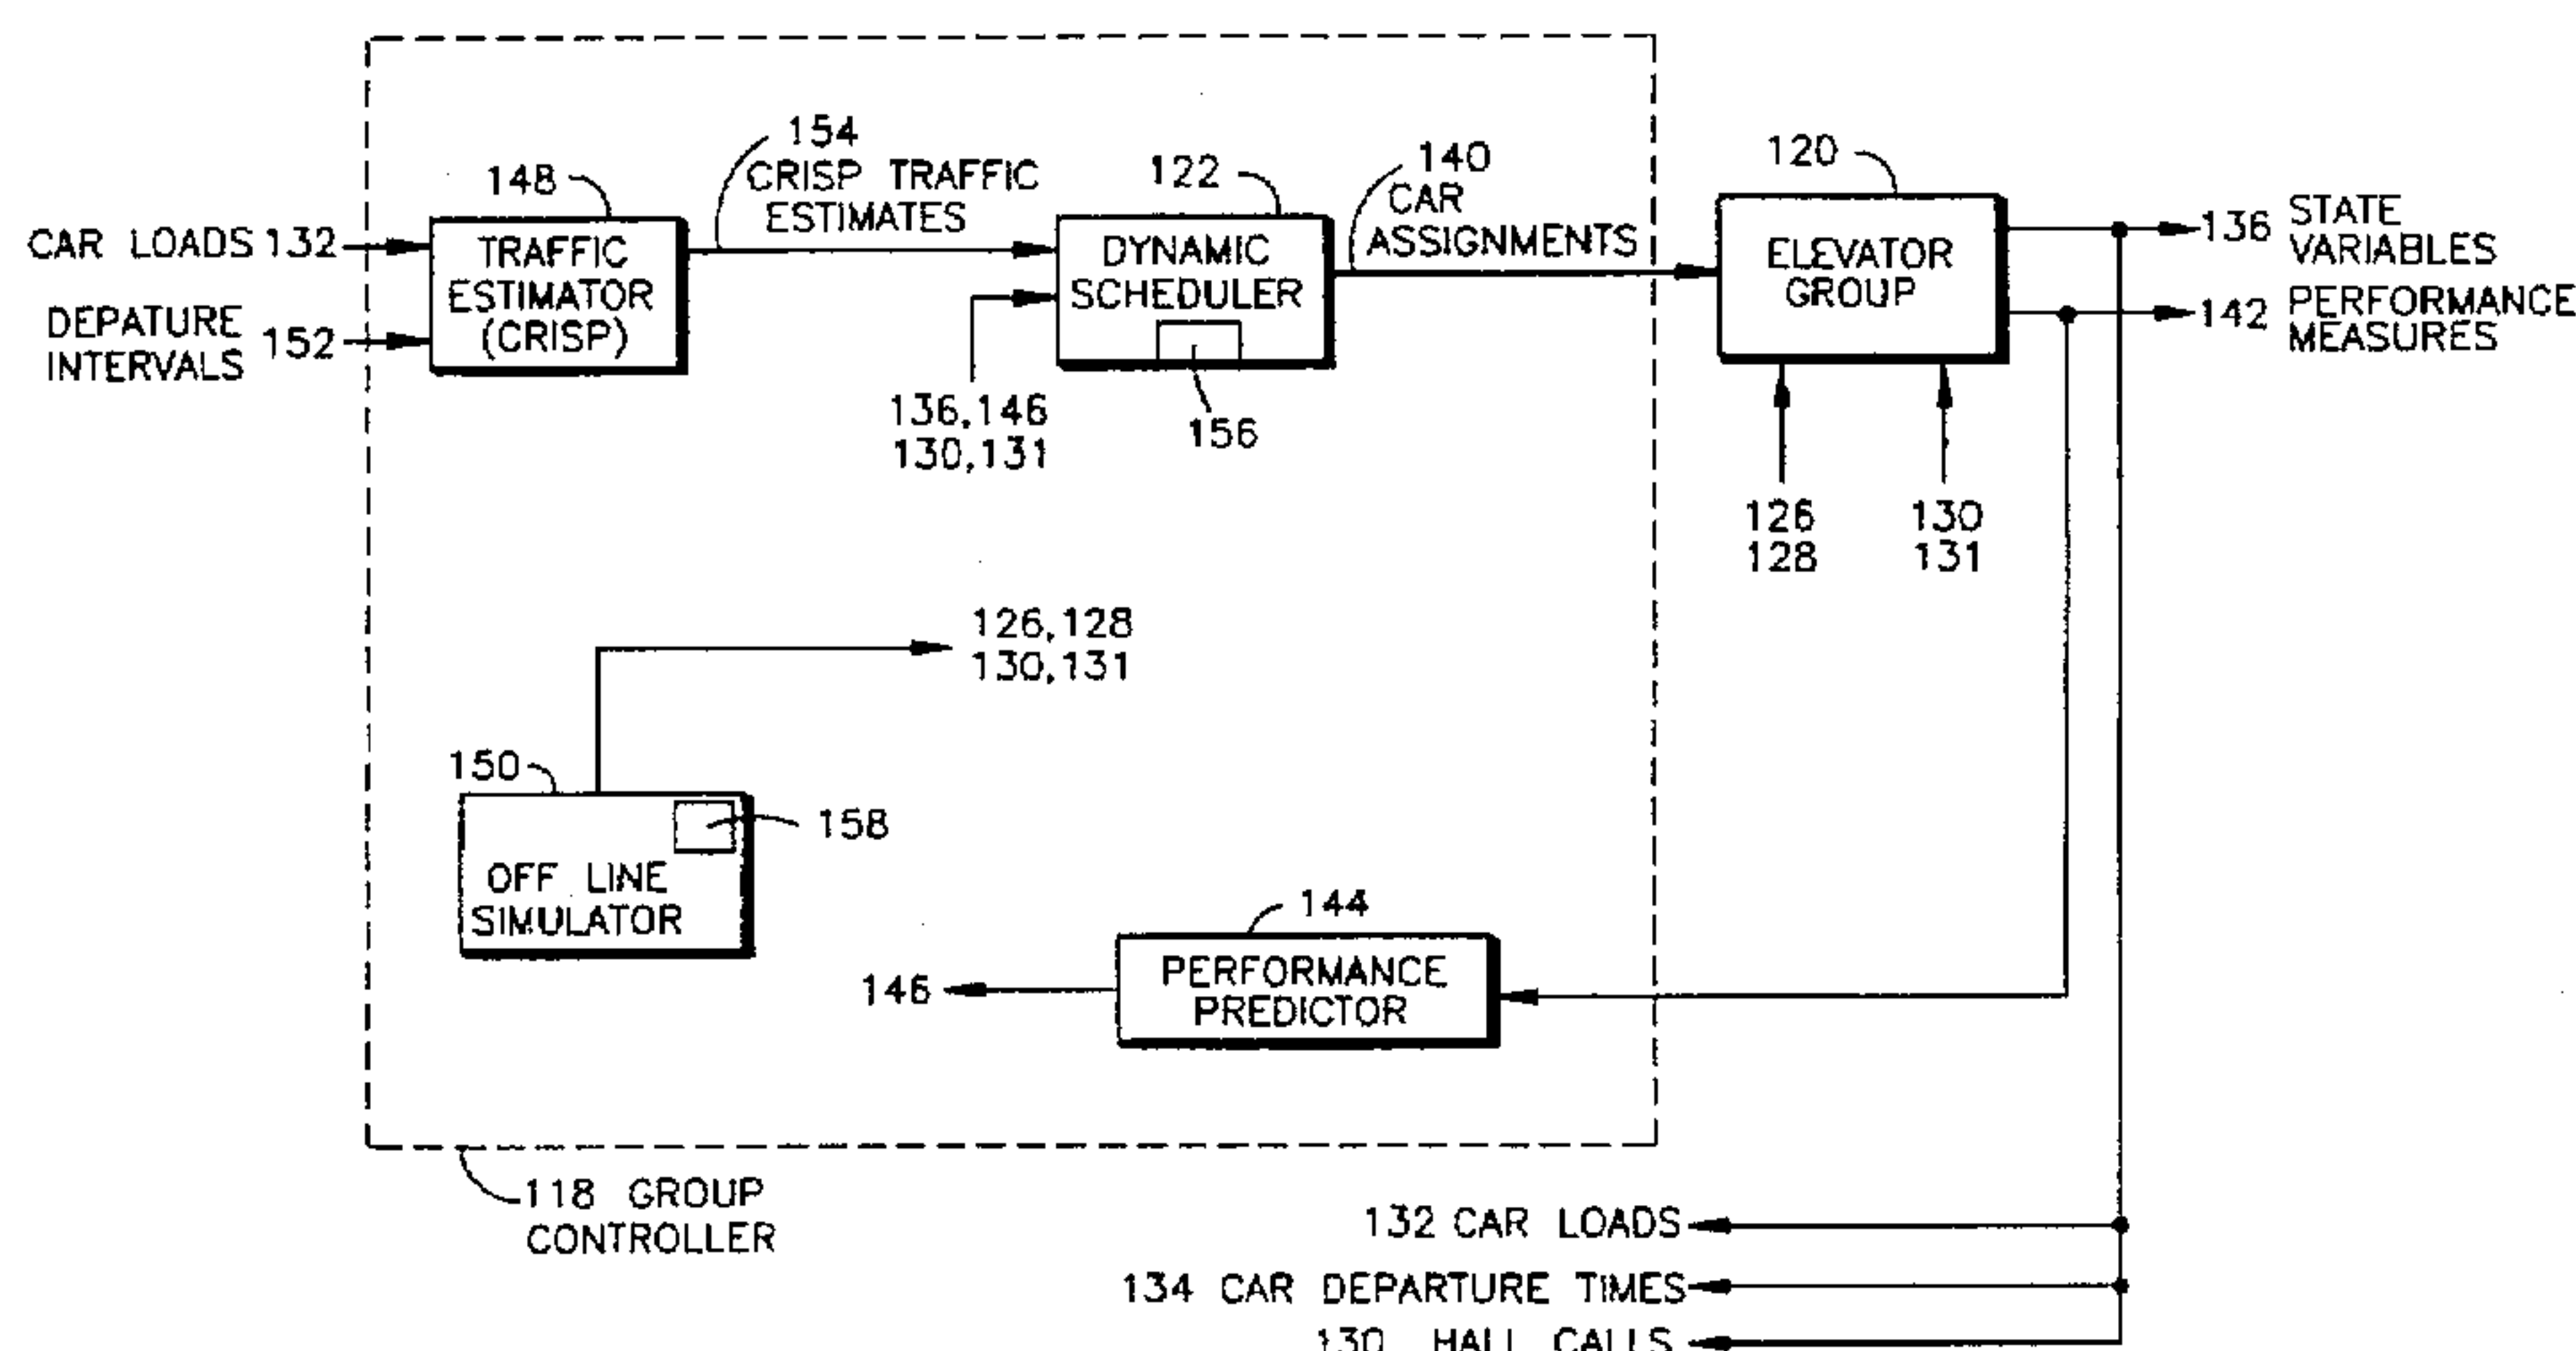 154
CRISP TRAFFIC
ESTIMATES
148
CAR LOADS 132
DEPATURE
INTERVALS 152
TRAFFIC
ESTIMATOR
(CRISP)
122
DYNAMIC
SCHEDULER
136,146
130,131
156
140
CAR
ASSIGNMENTS
120
ELEVATOR
GROUP
136 STATE
VARIABLES
142 PERFORMANCE
MEASURES
126
128
130
131
126,128
130,131
150
158
OFF LINE
SIMULATOR
144
PERFORMANCE
PREDICTOR
146
118 GROUP
CONTROLLER
132 CAR LOADS
134 CAR DEPARTURE TIMES
130 HALL CALLS